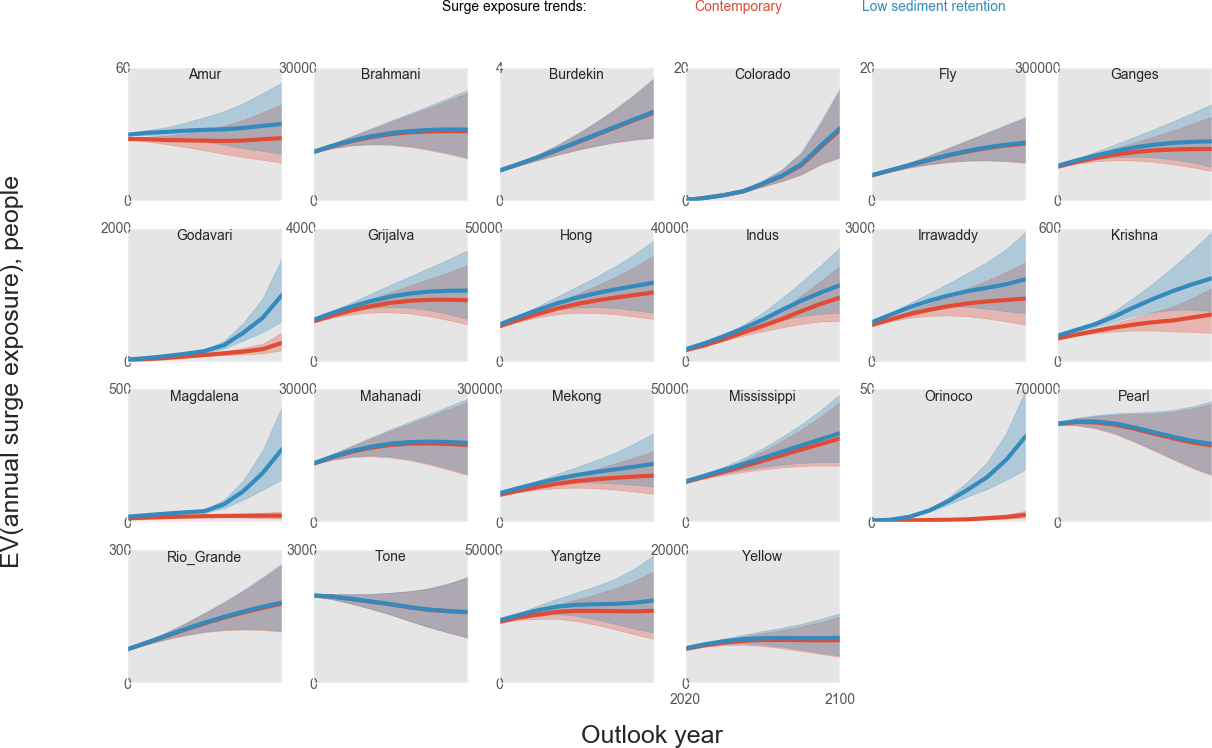 Surge exposure trends: Contemporary Low sediment retention
60 Amur 30000 Brahmani 4 Burdekin 20 Colorado 20 Fly 300000 Ganges
0 0 0 0 0 0
2000 Godavari 4000 Grijalva 50000 Hong 40000 Indus 3000 Irrawaddy 600 Krishna
0 0 0 0 0 0
500 Magdalena 30000 Mahanadi 300000 Mekong 50000 Mississippi 50 Orinoco 700000 Pearl
0 0 0 0 0 0
300 Rio_Grande 3000 Tone 50000 Yangtze 20000 Yellow
0 0 0 0
2020 2100
EV(annual surge exposure), people
Outlook year